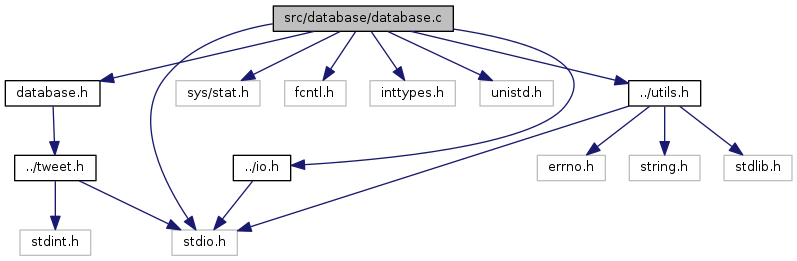 src/database/database.c
database.h
sys/stat.h
fcntl.h
inttypes.h
unistd.h
../utils.h
../tweet.h
../io.h
errno.h
string.h
stdlib.h
stdint.h
stdio.h